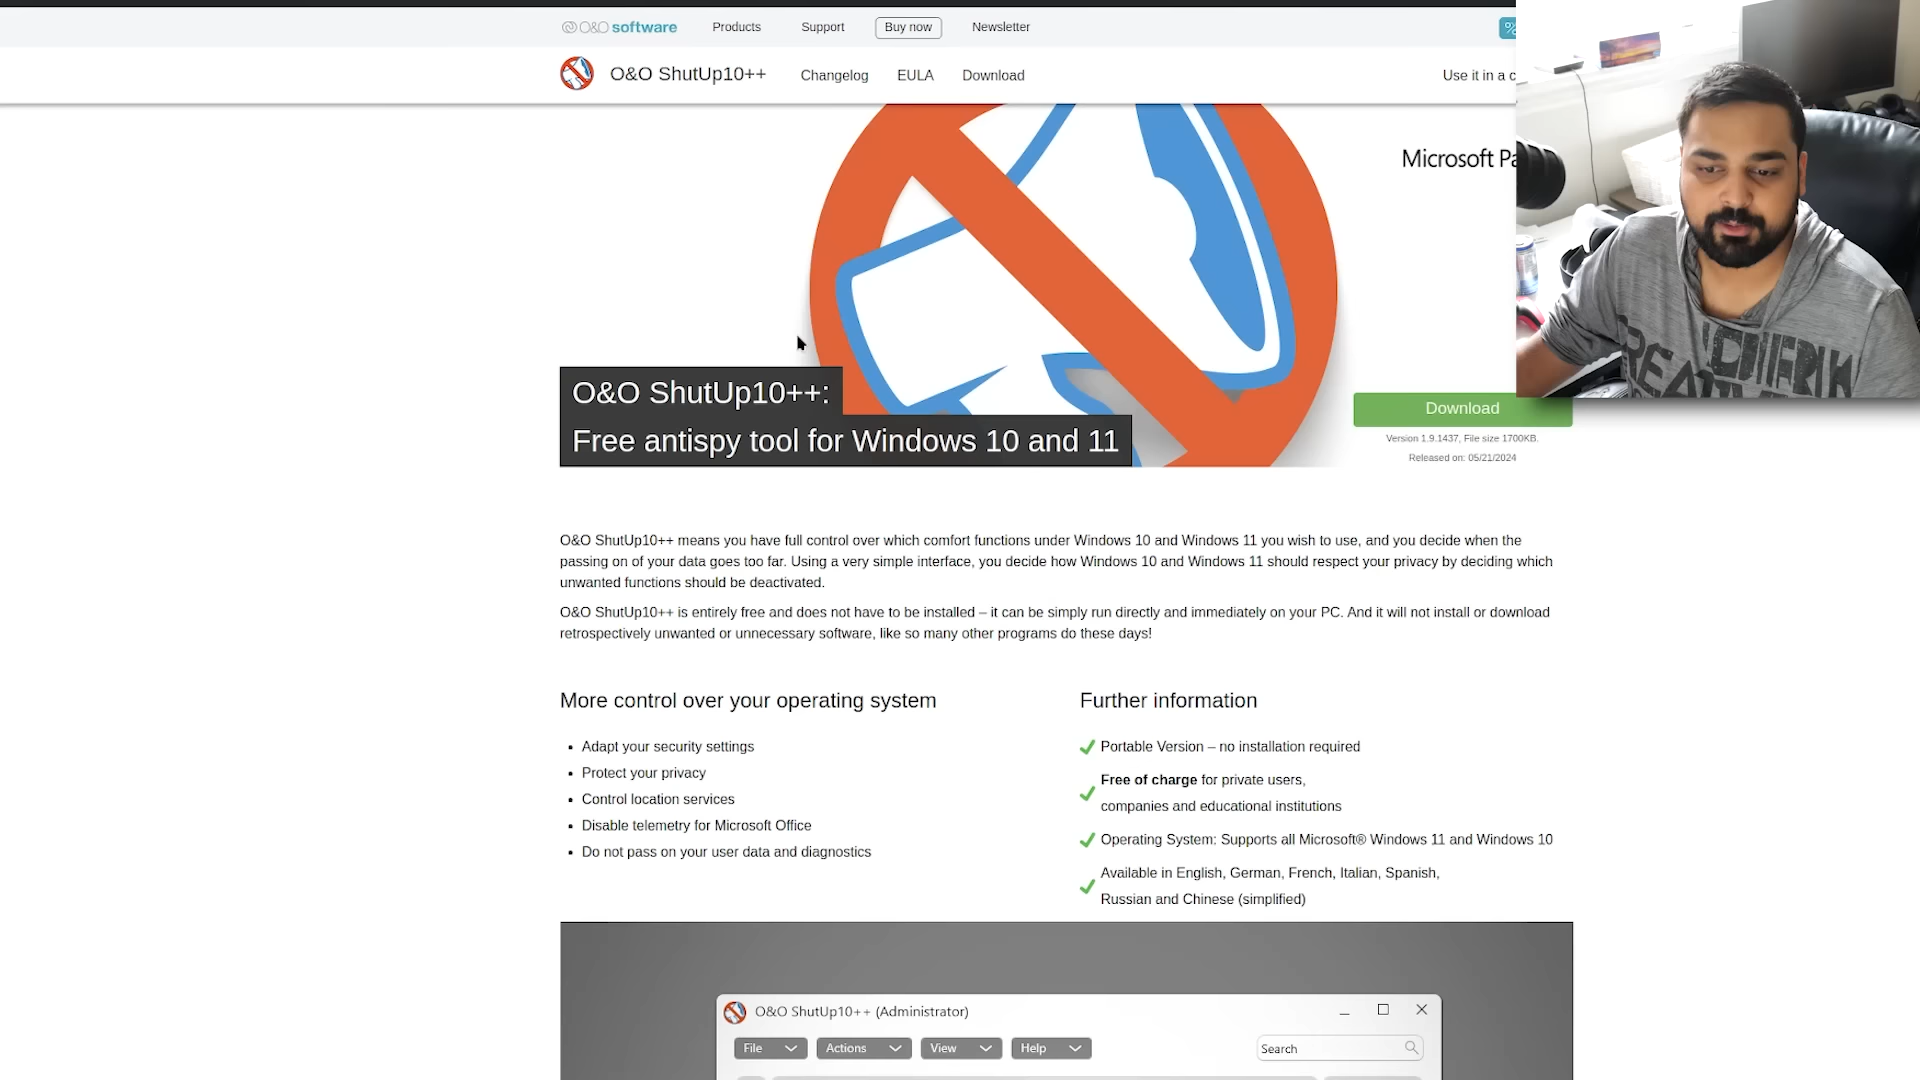 O&O software
Products
Support
Buy now
Newsletter
%
O&O ShutUp10++
Changelog
EULA
Download
Use it in a c
Microsoft Pa
O&O ShutUp10++:
Free antispy tool for Windows 10 and 11
Download
Version 1.9.1437, File size 1700KB.
Released on: 05/21/2024
O&O ShutUp10++ means you have full control over which comfort functions under Windows 10 and Windows 11 you wish to use, and you decide when the
passing on of your data goes too far. Using a very simple interface, you decide how Windows 10 and Windows 11 should respect your privacy by deciding which
unwanted functions should be deactivated.
O&O ShutUp10++ is entirely free and does not have to be installed – it can be simply run directly and immediately on your PC. And it will not install or download
retrospectively unwanted or unnecessary software, like so many other programs do these days!
More control over your operating system
• Adapt your security settings
• Protect your privacy
• Control location services
• Disable telemetry for Microsoft Office
• Do not pass on your user data and diagnostics
Further information
Portable Version – no installation required
Free of charge for private users,
companies and educational institutions
Operating System: Supports all Microsoft® Windows 11 and Windows 10
Available in English, German, French, Italian, Spanish,
Russian and Chinese (simplified)
O&O ShutUp10++ (Administrator)
File
Actions
View
Help
Search